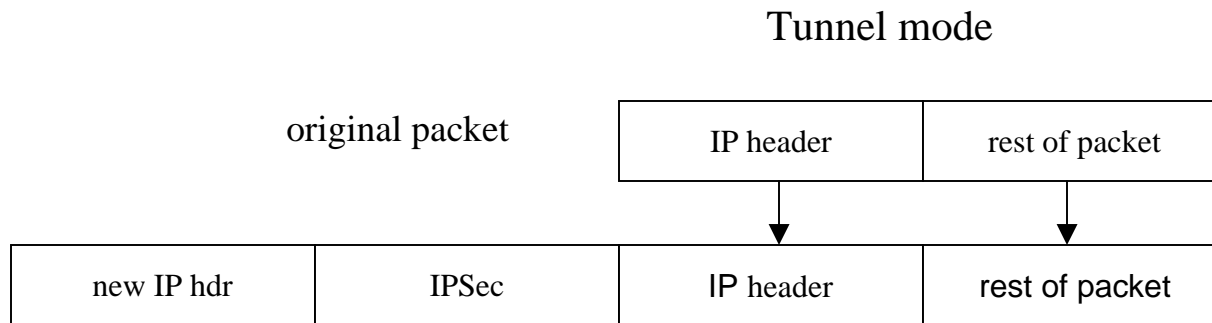 Tunnel mode
original packet
IP header
rest of packet
new IP hdr
IPSec
IP header
rest of packet